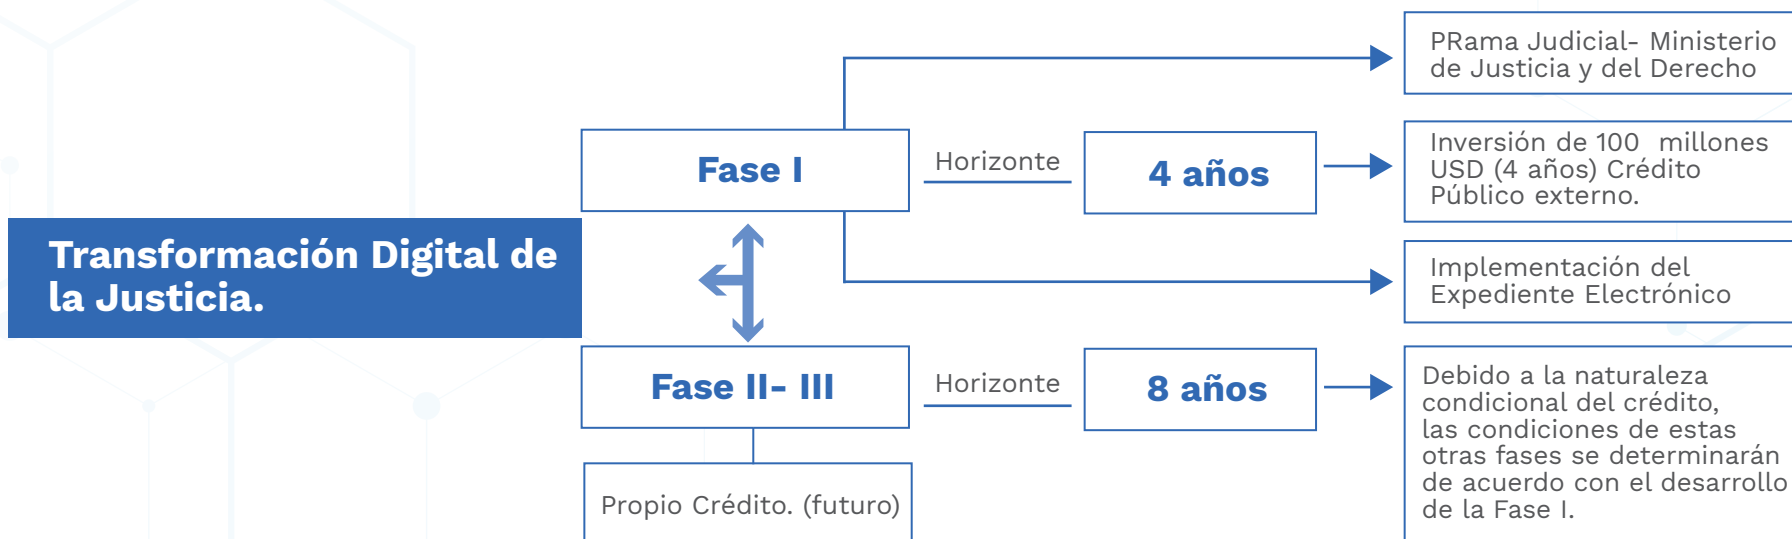 Transformación Digital de
la Justicia.
Fase I
Horizonte
4 años
PRama Judicial- Ministerio
de Justicia y del Derecho
Inversión de 100 millones
USD (4 años) Crédito
Público externo.
Implementación del
Expediente Electrónico
Fase II- III
Horizonte
8 años
Debido a la naturaleza
condicional del crédito,
las condiciones de estas
otras fases se determinarán
de acuerdo con el desarrollo
de la Fase I.
Propio Crédito. (futuro)